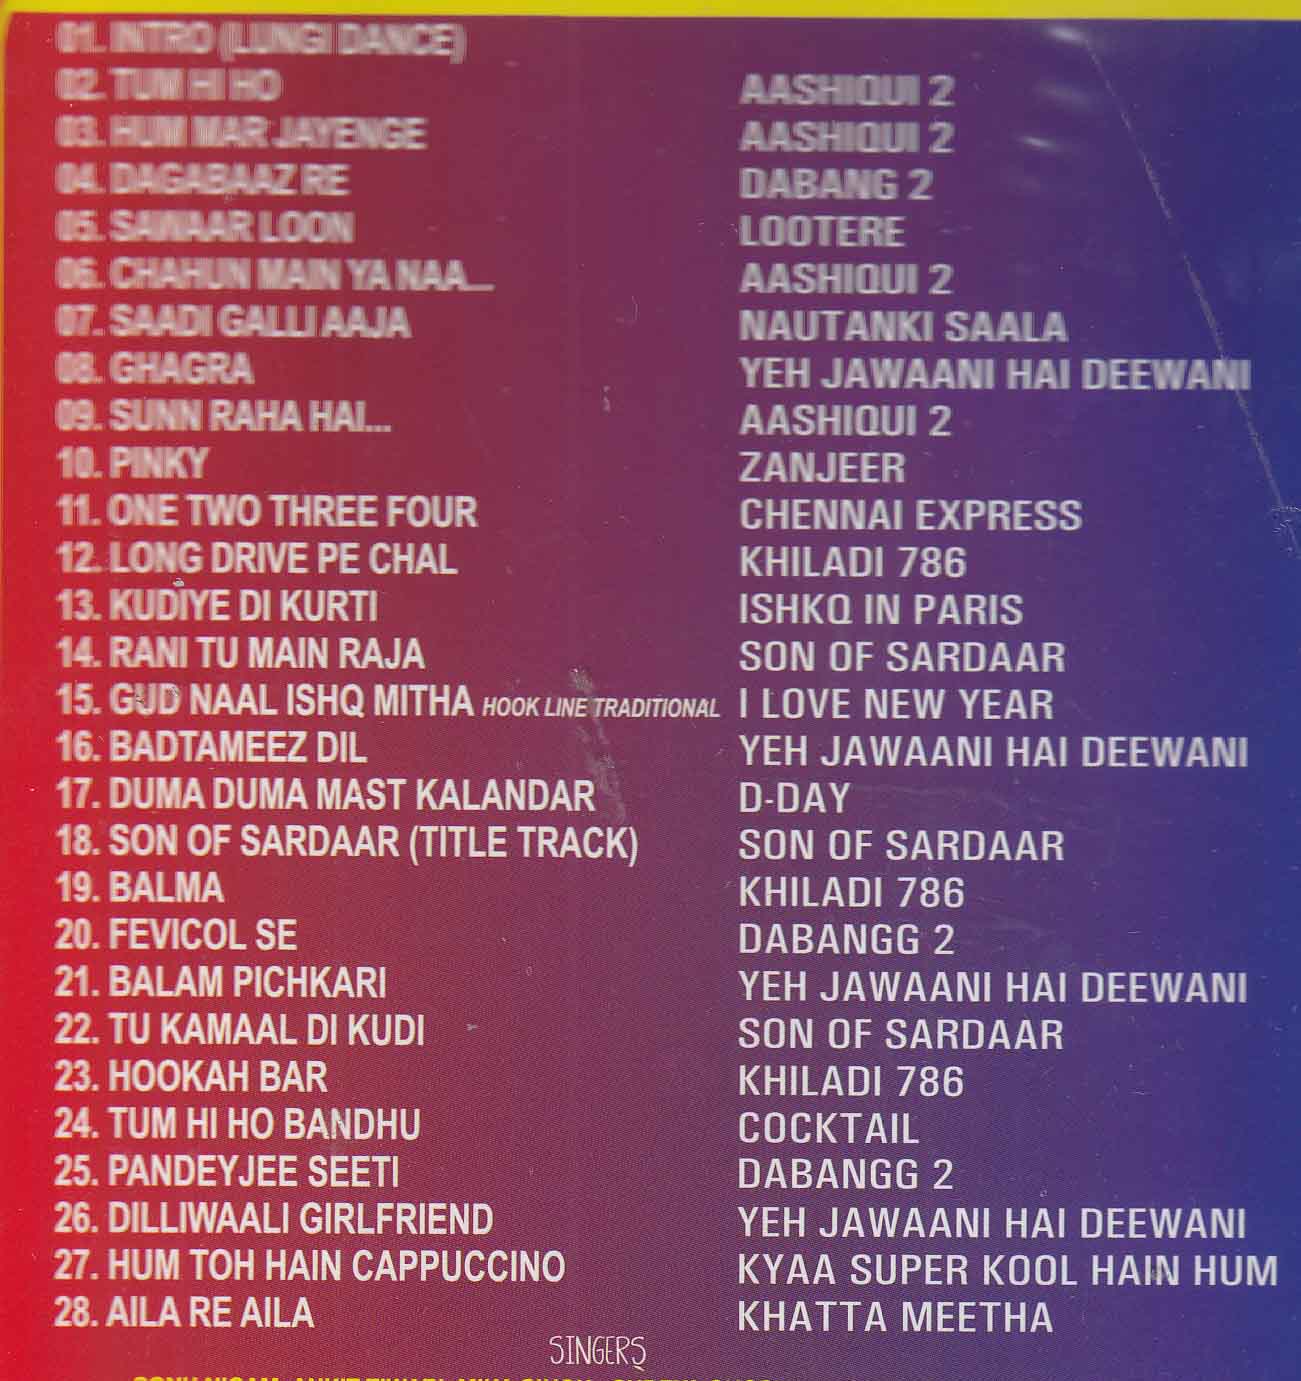 01. INTRO (LUNGI DANCE)
02. TUM HI HO AASHIQUI 2
03. HUM MAR JAYENGE AASHIQUI 2
04. DAGABAAZ RE DABANG 2
05. SAWAAR LOON LOOTERE
06. CHAHUN MAIN YA NAA... AASHIQUI 2
07. SAADI GALLI AAJA NAUTANKI SAALA
08. GHAGRA YEH JAWAANI HAI DEEWANI
09. SUNN RAHA HAI... AASHIQUI 2
10. PINKY ZANJEER
11. ONE TWO THREE FOUR CHENNAI EXPRESS
12. LONG DRIVE PE CHAL KHILADI 786
13. KUDIYE DI KURTI ISHKQ IN PARIS
14. RANI TU MAIN RAJA SON OF SARDAAR
15. GUD NAAL ISHQ MITHA HOOK LINE TRADITIONAL I LOVE NEW YEAR
16. BADTAMEEZ DIL YEH JAWAANI HAI DEEWANI
17. DUMA DUMA MAST KALANDAR D-DAY
18. SON OF SARDAAR (TITLE TRACK) SON OF SARDAAR
19. BALMA KHILADI 786
20. FEVICOL SE DABANGG 2
21. BALAM PICHKARI YEH JAWAANI HAI DEEWANI
22. TU KAMAAL DI KUDI SON OF SARDAAR
23. HOOKAH BAR KHILADI 786
24. TUM HI HO BANDHU COCKTAIL
25. PANDEYJEE SEETI DABANGG 2
26. DILLIWAALI GIRLFRIEND YEH JAWAANI HAI DEEWANI
27. HUM TOH HAIN CAPPUCCINO KYAA SUPER KOOL HAIN HUM
28. AILA RE AILA KHATTA MEETHA
SINGERS